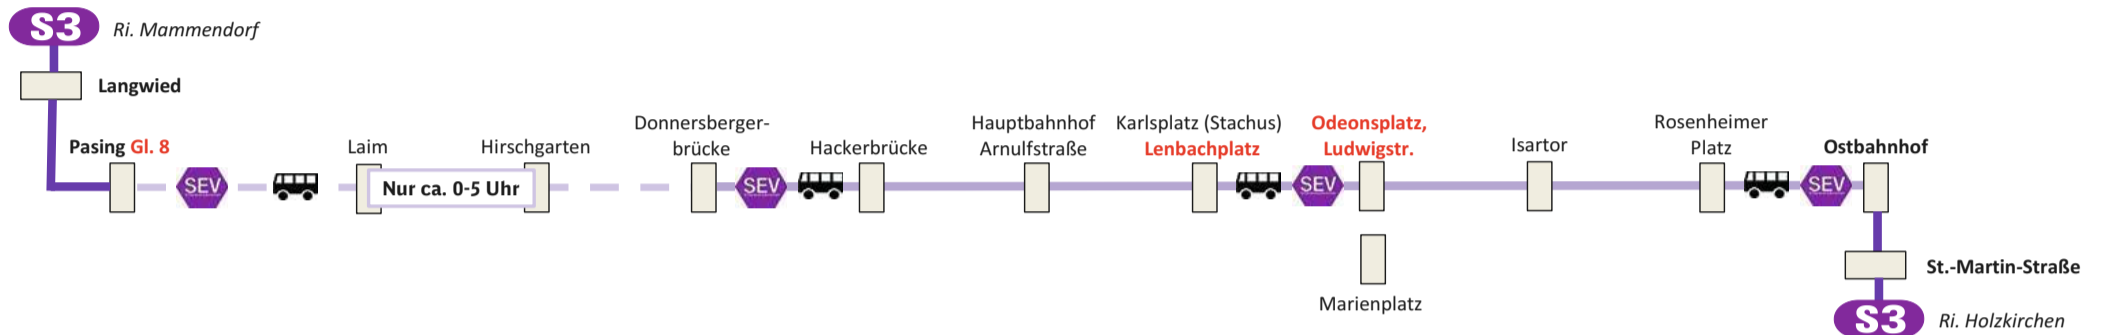 S3 Ri. Mammendorf
Langwied
Pasing Gl. 8
SEV
Laim
Nur ca. 0-5 Uhr
Hirschgarten
Donnersberger-
brücke
SEV
Hackerbrücke
Hauptbahnhof
Arnulfstraße
Karlsplatz (Stachus)
Lenbachplatz
SEV
Odeonsplatz,
Ludwigstr.
Marienplatz
Isartor
Rosenheimer
Platz
SEV
Ostbahnhof
St.-Martin-Straße
S3 Ri. Holzkirchen